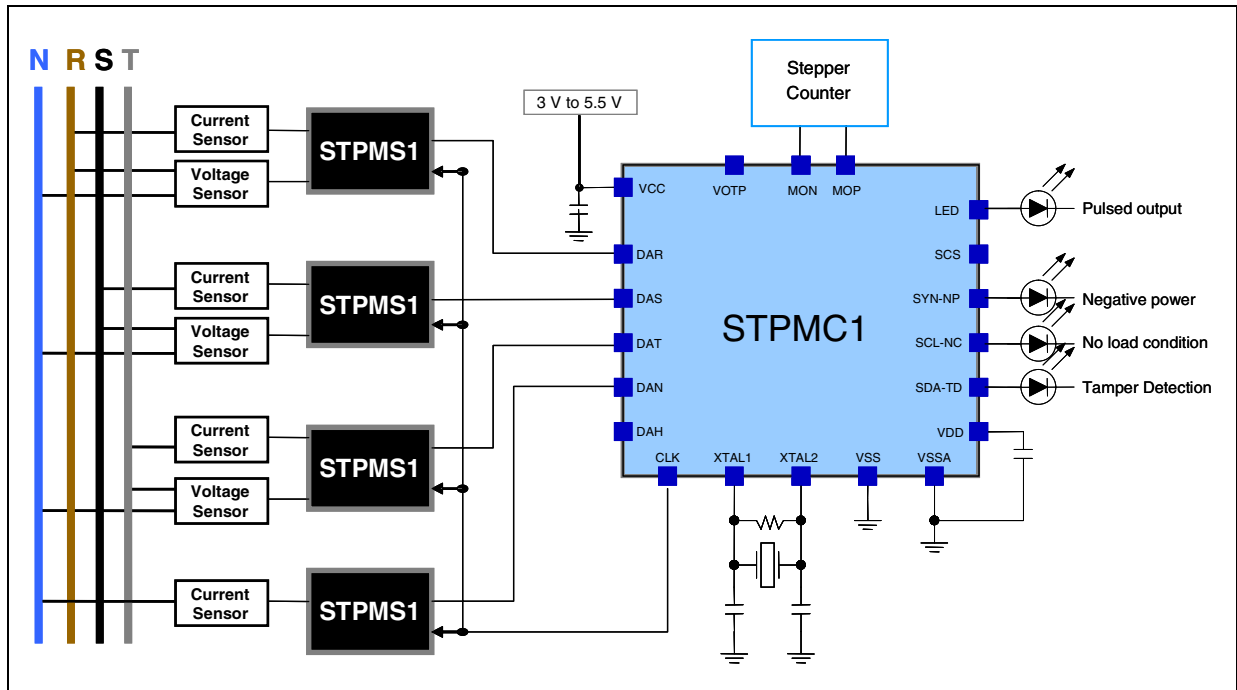 N R S T
Current
Sensor
Voltage
Sensor
STPMS1
Current
Sensor
Voltage
Sensor
STPMS1
Current
Sensor
Voltage
Sensor
STPMS1
Current
Sensor
STPMS1
3 V to 5.5 V
Stepper
Counter
VCC
VOTP
MON
MOP
LED
Pulsed output
DAR
SCS
DAS
SYN-NP
Negative power
STPMC1
DAT
SCL-NC
No load condition
DAN
SDA-TD
Tamper Detection
DAH
VDD
CLK
XTAL1
XTAL2
VSS
VSSA